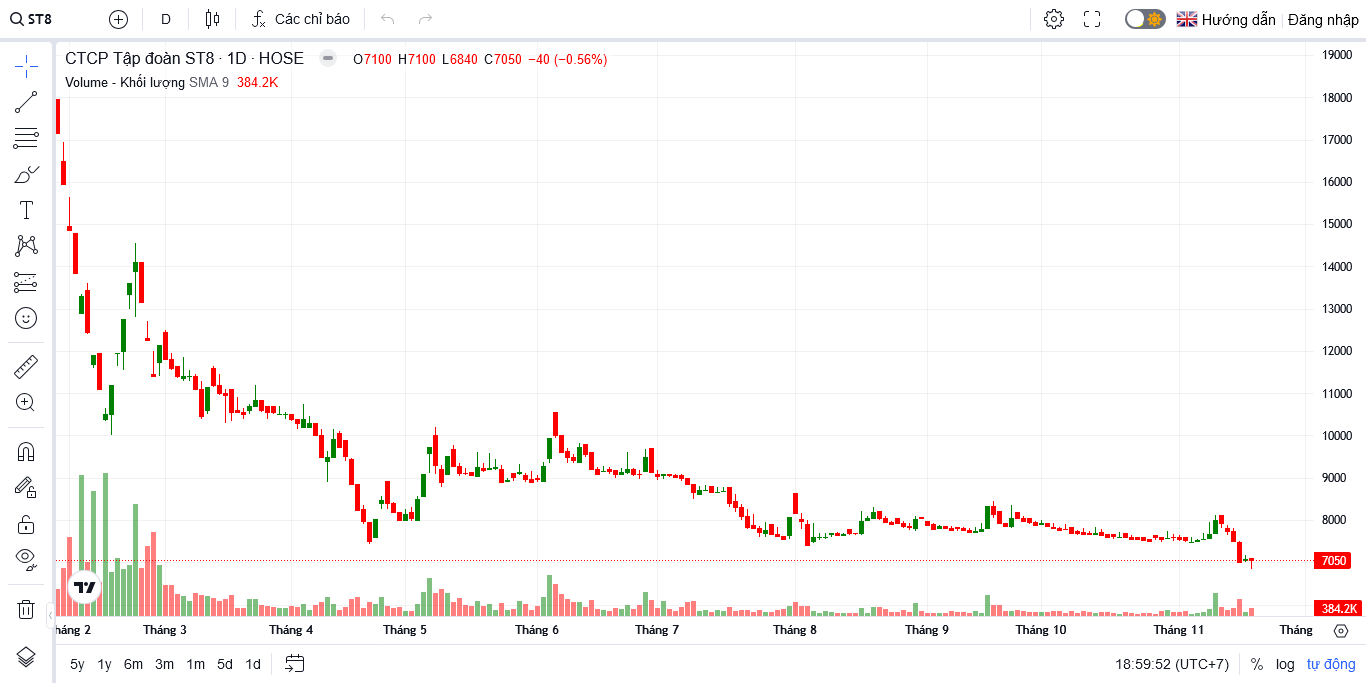 ST8 D Các chỉ báo Hướng dẫn Đăng nhập
CTCP Tập đoàn ST8 · 1D · HOSE O7100 H7100 L6840 C7050 −40 (−0.56%)
Volume - Khối lượng SMA 9 384.2K
19000
18000
17000
16000
15000
14000
13000
12000
11000
10000
9000
8000
7050
384.2K
háng 2 Tháng 3 Tháng 4 Tháng 5 Tháng 6 Tháng 7 Tháng 8 Tháng 9 Tháng 10 Tháng 11 Tháng
5y 1y 6m 3m 1m 5d 1d 18:59:52 (UTC+7) % log tự động